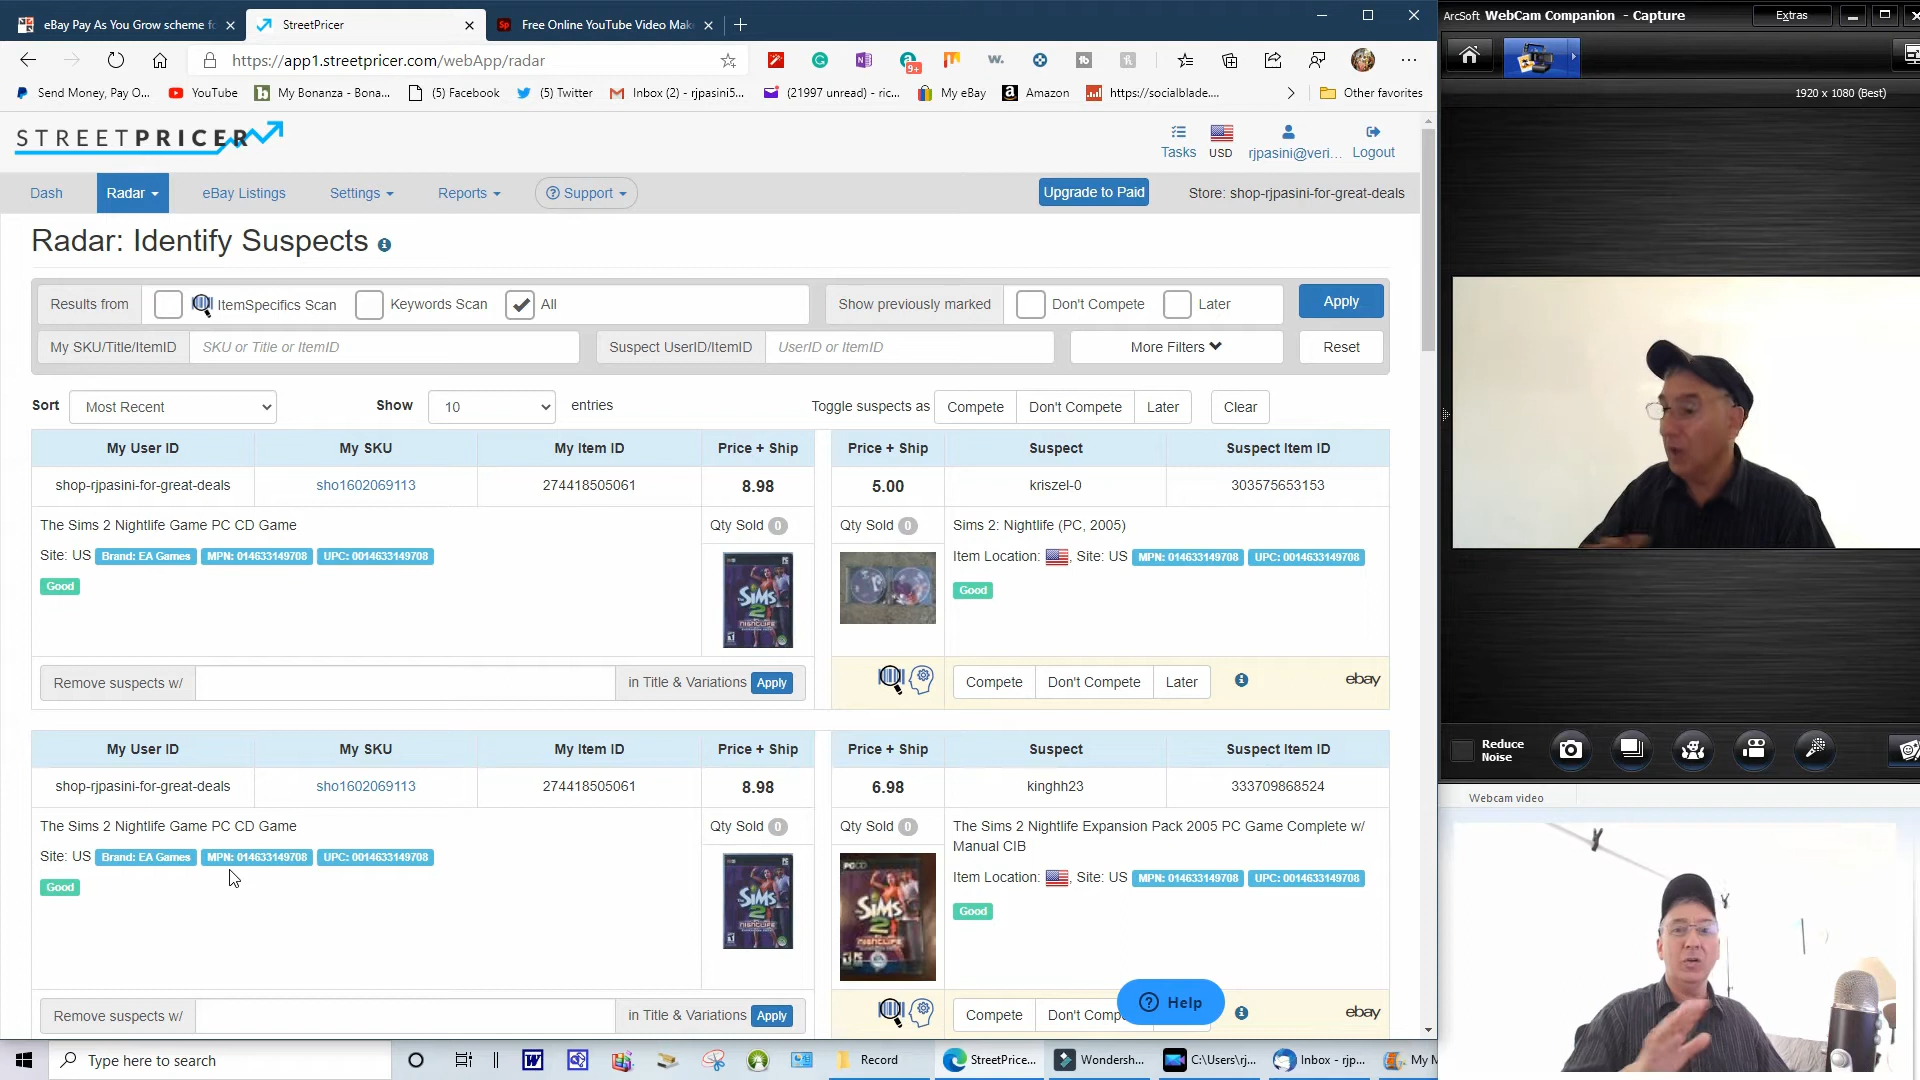 eBay Pay As You Grow scheme fo
StreetPricer
Free Online YouTube Video Mak
https://app1.streetpricer.com/webApp/radar
9+
Send Money, Pay O...
YouTube
My Bonanza - Bona...
(5) Facebook
(5) Twitter
Inbox (2) - rjpasini5...
(21997 unread) - ric...
My eBay
Amazon
https://socialblade....
Other favorites
STREETPRICER
Tasks
USD
rjpasini@veri...
Logout
Dash
Radar
eBay Listings
Settings
Reports
Support
Upgrade to Paid
Store: shop-rjpasini-for-great-deals
Radar: Identify Suspects
Results from
ItemSpecifics Scan
Keywords Scan
All
Show previously marked
Don't Compete
Later
Apply
My SKU/Title/ItemID
SKU or Title or ItemID
Suspect UserID/ItemID
UserID or ItemID
More Filters
Reset
Sort
Most Recent
Show
10
entries
Toggle suspects as
Compete
Don't Compete
Later
Clear
My User ID
My SKU
My Item ID
Price + Ship
Price + Ship
Suspect
Suspect Item ID
shop-rjpasini-for-great-deals
sho1602069113
274418505061
8.98
5.00
kriszel-0
303575653153
The Sims 2 Nightlife Game PC CD Game
Qty Sold 0
Qty Sold 0
Sims 2: Nightlife (PC, 2005)
Site: US Brand: EA Games MPN: 014633149708 UPC: 0014633149708
Item Location: , Site: US MPN: 014633149708 UPC: 0014633149708
Good
Good
SiMS
2
NIGHTLIFE
Remove suspects w/
in Title & Variations Apply
Compete
Don't Compete
Later
ebay
My User ID
My SKU
My Item ID
Price + Ship
Price + Ship
Suspect
Suspect Item ID
shop-rjpasini-for-great-deals
sho1602069113
274418505061
8.98
6.98
kinghh23
333709868524
The Sims 2 Nightlife Game PC CD Game
Qty Sold 0
Qty Sold 0
The Sims 2 Nightlife Expansion Pack 2005 PC Game Complete w/
Manual CIB
Site: US Brand: EA Games MPN: 014633149708 UPC: 0014633149708
Item Location: , Site: US MPN: 014633149708 UPC: 0014633149708
Good
Good
SiMS
2
NIGHTLIFE
SiMS
2
NIGHTLIFE
Remove suspects w/
in Title & Variations Apply
Compete
Don't Compe
Help
ebay
Type here to search
Record
StreetPrice...
Wondersh...
C:\Users\rj...
Inbox - rjp...
My M
ArcSoft WebCam Companion - Capture
Extras
1920 x 1080 (Best)
Reduce
Noise
Webcam video